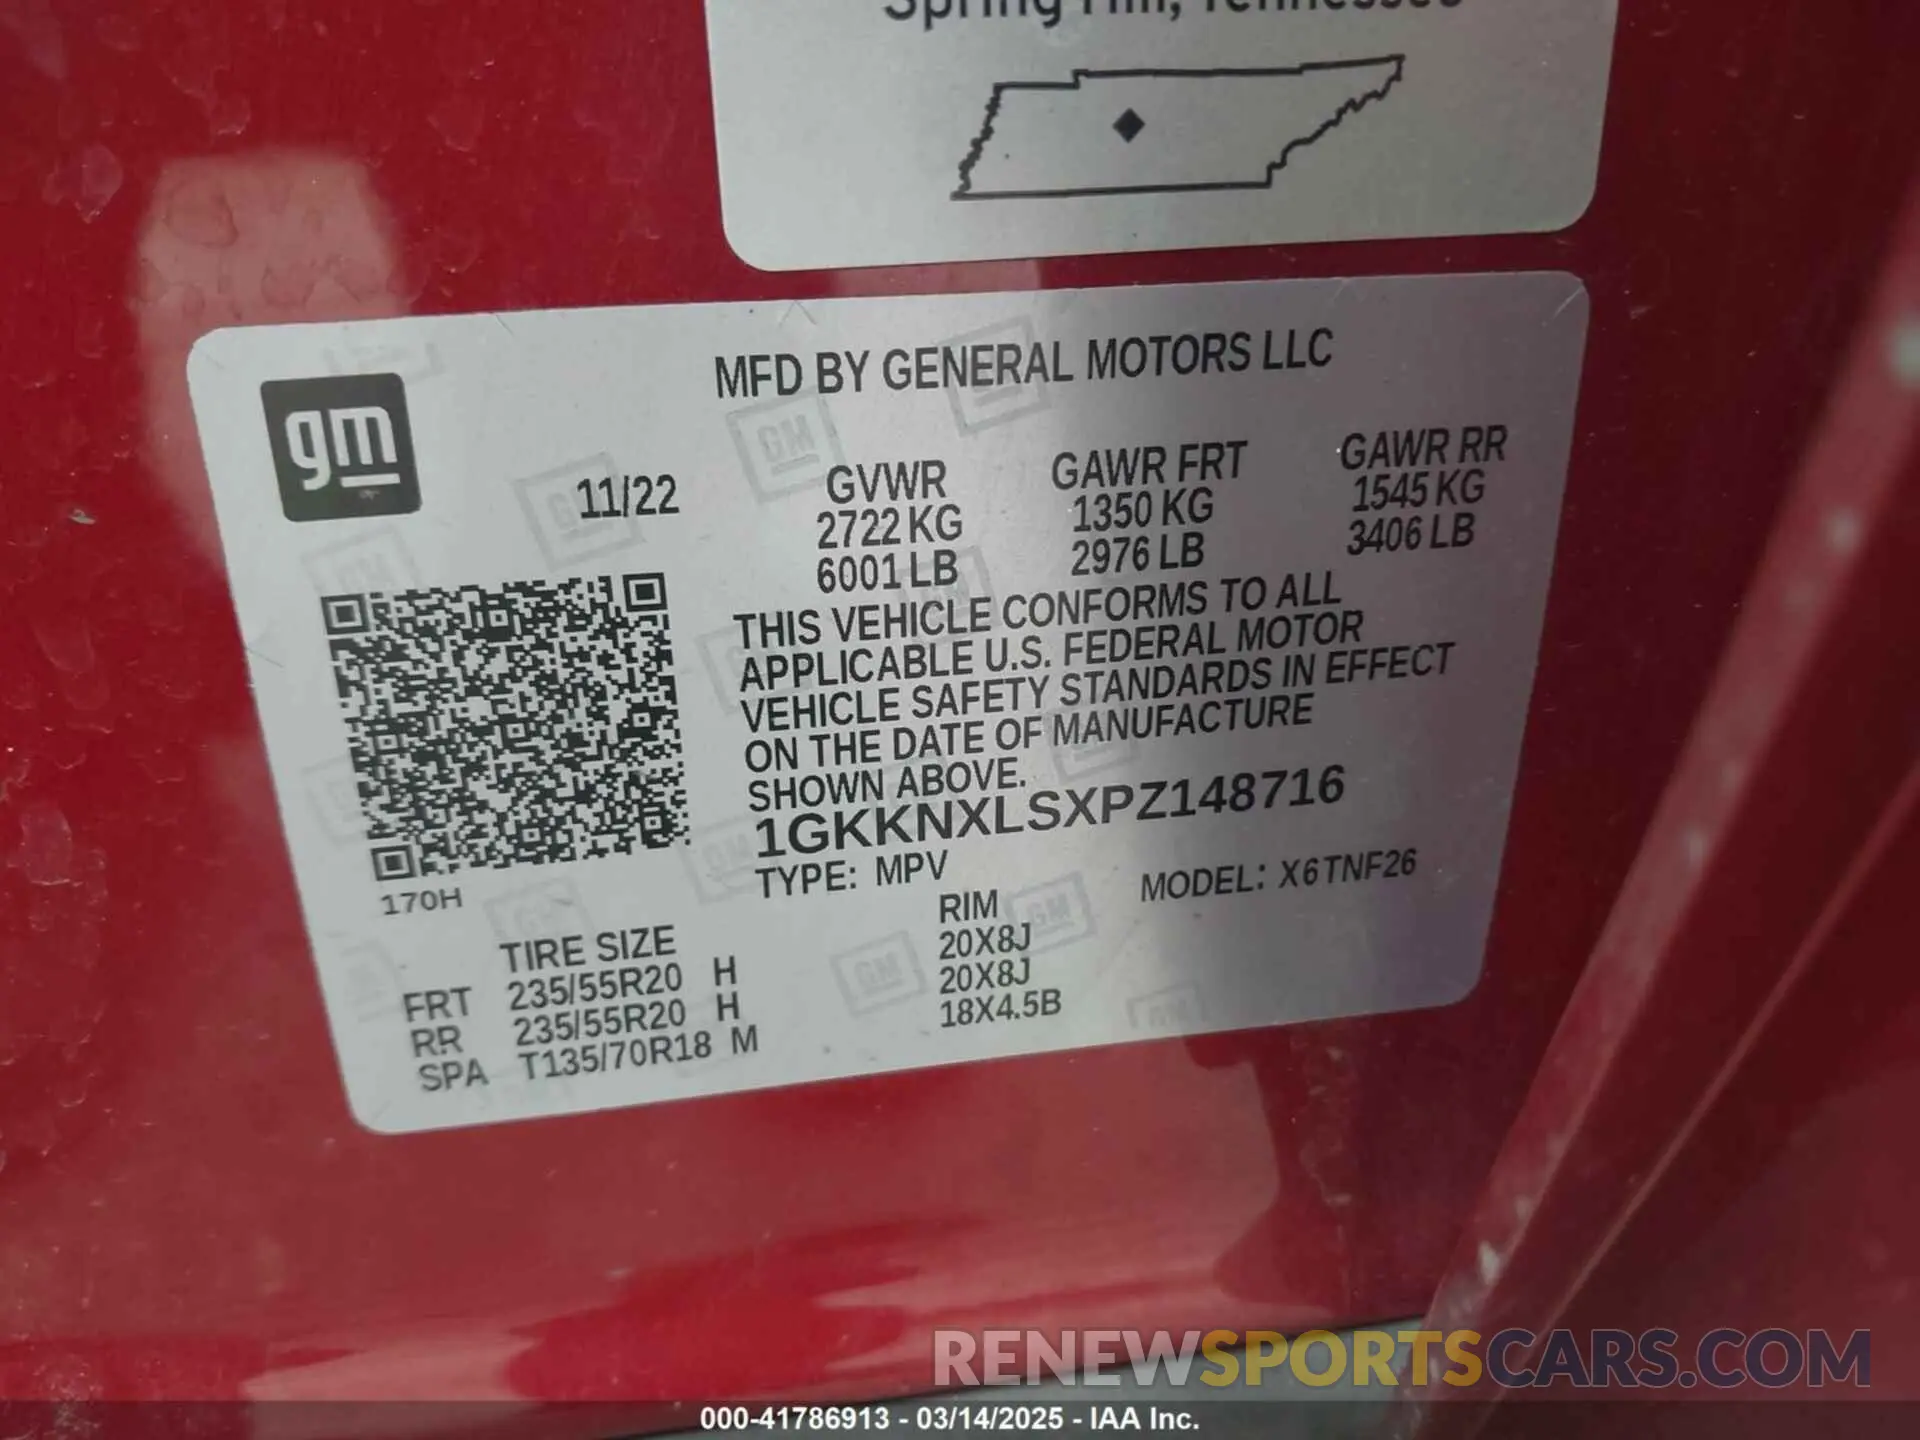 Spring Hill, Tennessee
MFD BY GENERAL MOTORS LLC
gm
11/22
GVWR GAWR FRT GAWR RR
2722 KG 1350 KG 1545 KG
6001 LB 2976 LB 3406 LB
THIS VEHICLE CONFORMS TO ALL
APPLICABLE U.S. FEDERAL MOTOR
VEHICLE SAFETY STANDARDS IN EFFECT
ON THE DATE OF MANUFACTURE
SHOWN ABOVE.
1GKKNXLSXPZ148716
TYPE: MPV MODEL: X6TNF26
170H
TIRE SIZE RIM
FRT 235/55R20 H 20X8J
RR 235/55R20 H 20X8J
SPA T135/70R18 M 18X4.5B
RENEWSPORTSCARS.COM
000-41786913 - 03/14/2025 - IAA Inc.